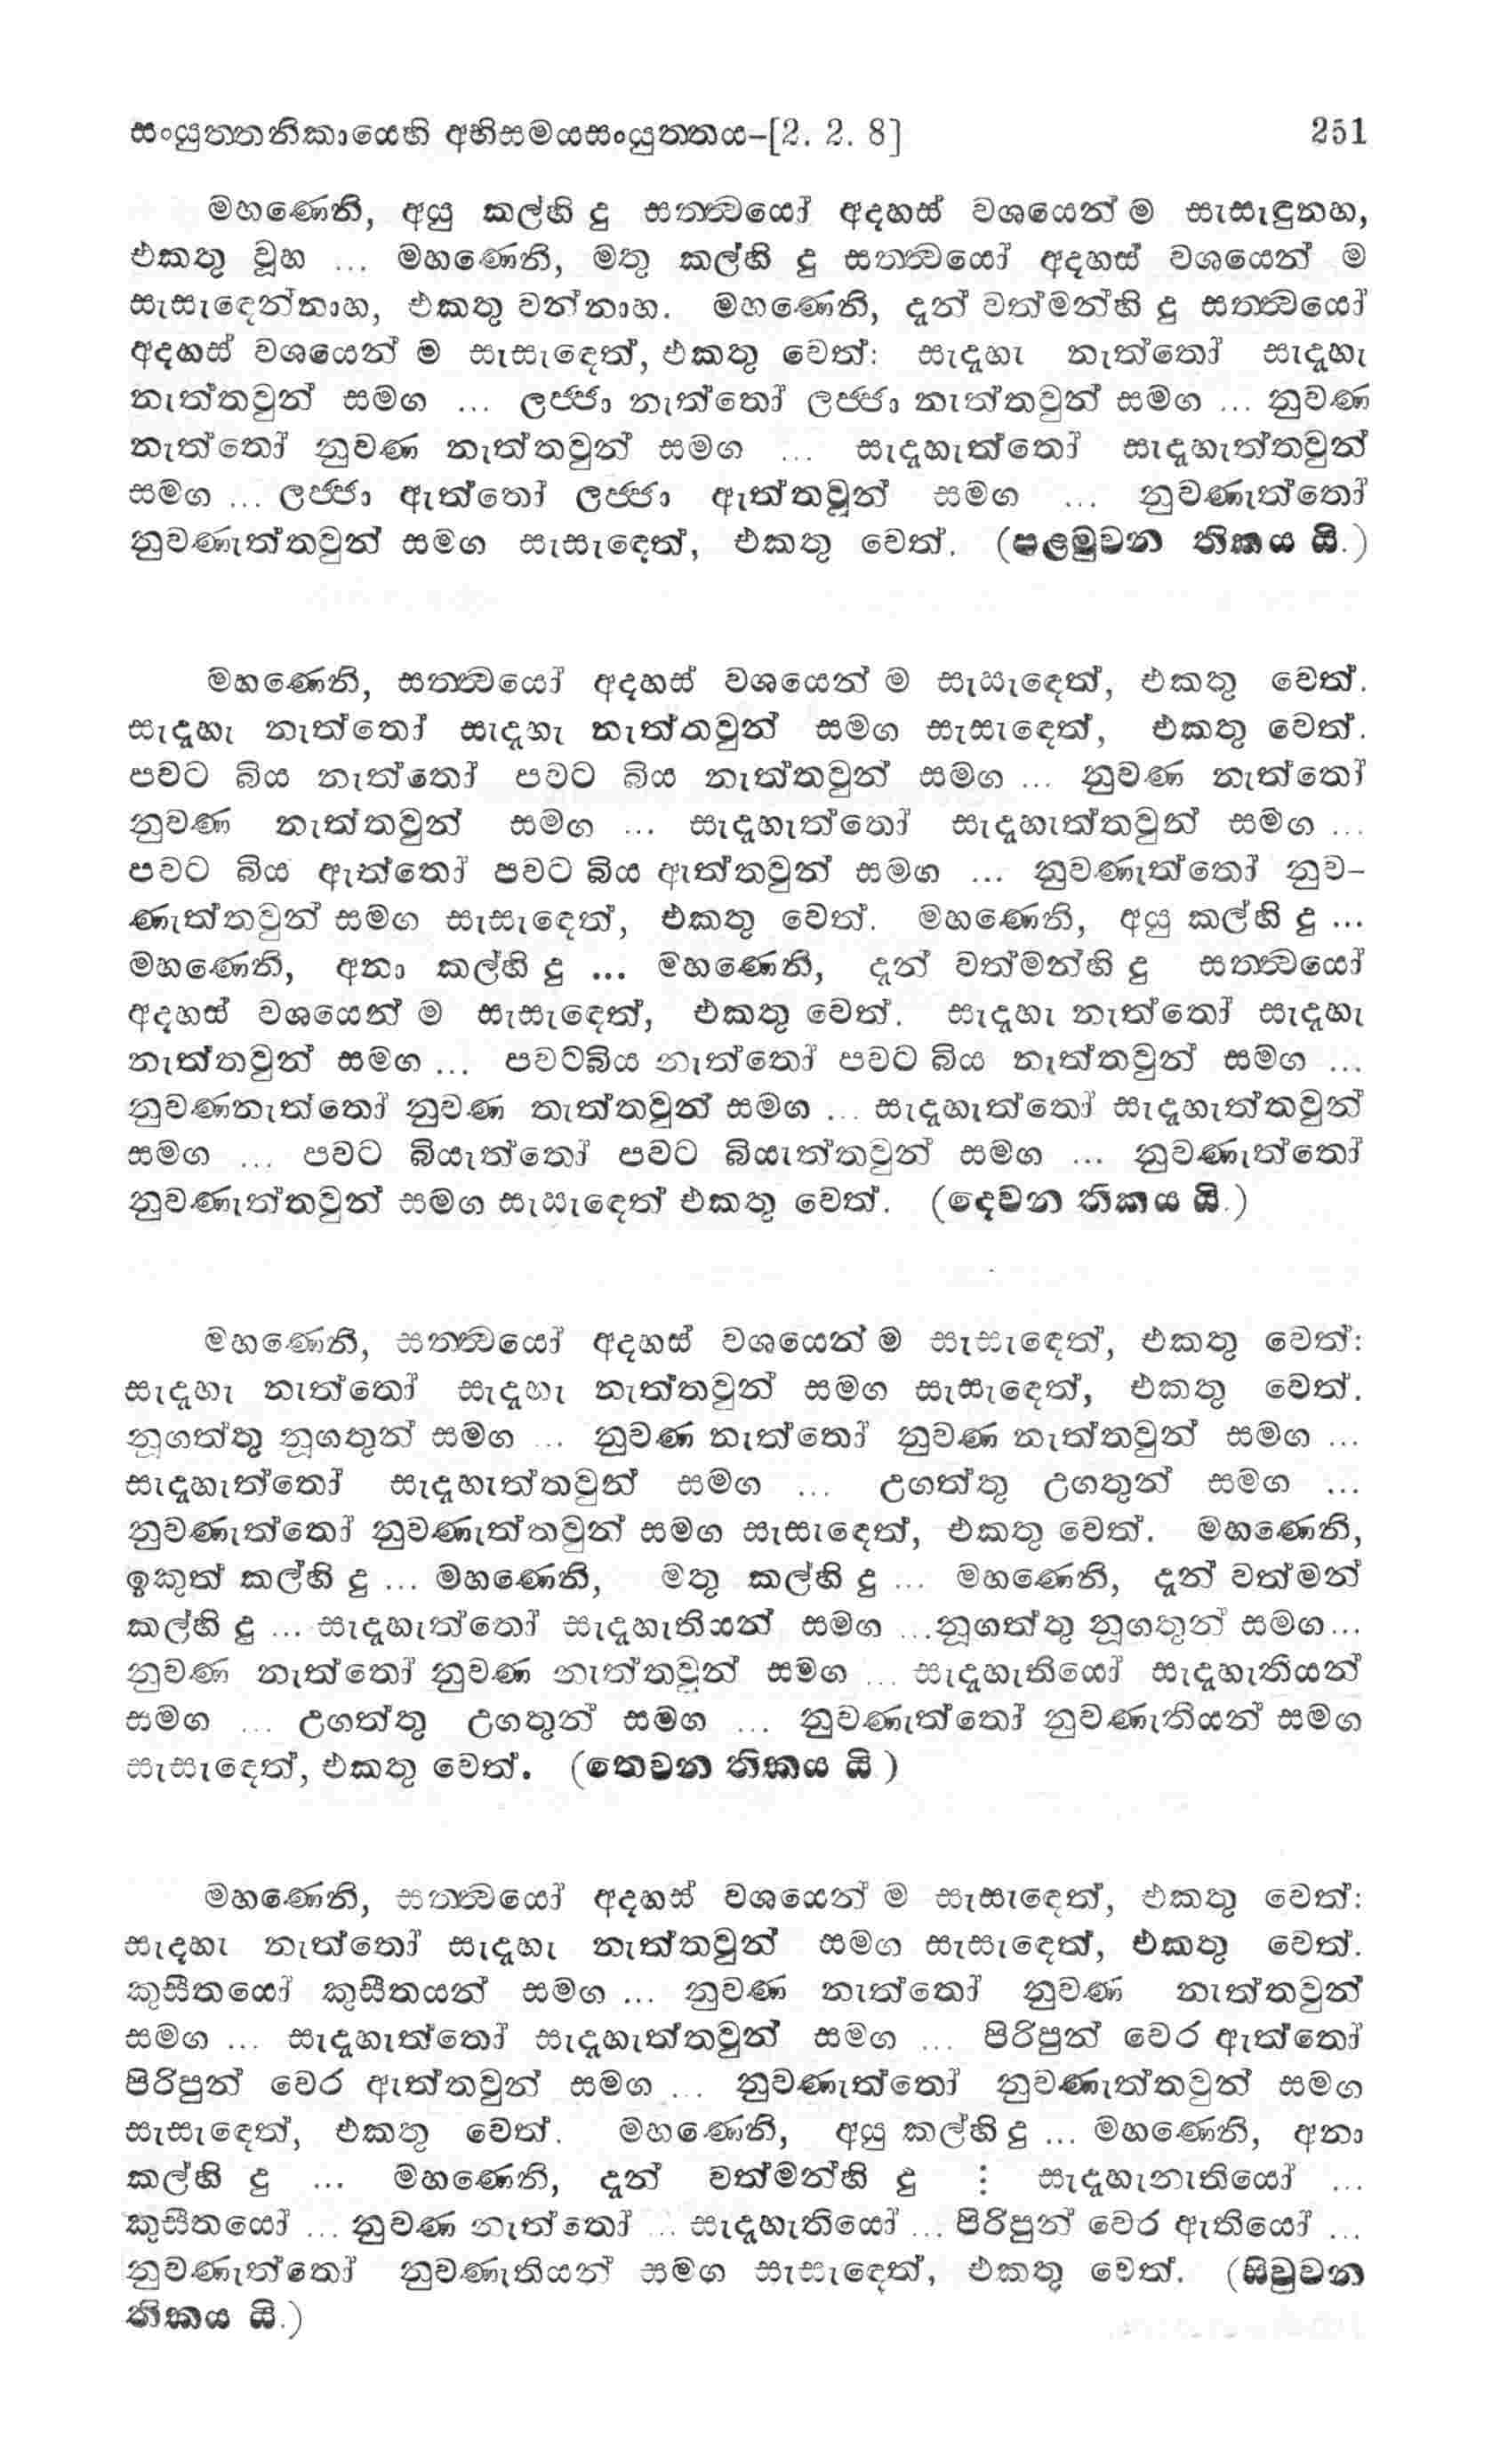 සංයුත්තනිකායෙහි අභිසමයසංයුත්තය–[2. 2. 8] 251
මහණෙනි, අයු කල්හි දු සත්ත්වයෝ අදහස් වශයෙන් ම සැසැඳුනහ,
එකතු වූහ ... මහණෙනි, මතු කල්හි දු සත්ත්වයෝ අදහස් වශයෙන් ම
සැසැඳෙන්නාහ, එකතු වන්නාහ. මහණෙනි, දැන් වත්මන්හි දු සත්ත්වයෝ
අදහස් වශයෙන් ම සැසැඳෙත්, එකතු වෙත්: සැදැහැ නැත්තෝ සැදැහැ
නැත්තවුන් සමග ... ලජ්ජා නැත්තෝ ලජ්ජා නැත්තවුන් සමග ... නුවණ
නැත්තෝ නුවණ නැත්තවුන් සමග ... සැදැහැත්තෝ සැදැහැත්තවුන්
සමග ... ලජ්ජා ඇත්තෝ ලජ්ජා ඇත්තවූන් සමග ... නුවණැත්තෝ
නුවණැත්තවුන් සමග සැසැඳෙත්, එකතු වෙත්. (පළමුවන තිකය යි.)
මහණෙනි, සත්ත්වයෝ අදහස් වශයෙන් ම සැසැඳෙත්, එකතු වෙත්.
සැදැහැ නැත්තෝ සැදැහැ නැත්තවුන් සමග සැසැඳෙත්, එකතු වෙත්.
පවට බිය නැත්තෝ පවට බිය නැත්තවුන් සමග ... නුවණ නැත්තෝ
නුවණ නැත්තවුන් සමග ... සැදැහැත්තෝ සැදැහැත්තවුන් සමග ...
පවට බිය ඇත්තෝ පවට බිය ඇත්තවුන් සමග ... නුවණැත්තෝ නුව–
ණැත්තවුන් සමග සැසැඳෙත්, එකතු වෙත්. මහණෙනි, අයු කල්හි දු ...
මහණෙනි, අනා කල්හි දු ... මහණෙනි, දැන් වත්මන්හි දු සත්ත්වයෝ
අදහස් වශයෙන් ම සැසැඳෙත්, එකතු වෙත්. සැදැහැ නැත්තෝ සැදැහැ
නැත්තවුන් සමග ... පවටබිය නැත්තෝ පවට බිය නැත්තවුන් සමග ...
නුවණනැත්තෝ නුවණ නැත්තවුන් සමග ... සැදැහැත්තෝ සැදැහැත්තවුන්
සමග ... පවට බියැත්තෝ පවට බියැත්තවුන් සමග ... නුවණැත්තෝ
නුවණැත්තවුන් සමග සැසැඳෙත් එකතු වෙත්. (දෙවන තිකය යි.)
මහණෙනි, සත්ත්වයෝ අදහස් වශයෙන් ම සැසැඳෙත්, එකතු වෙත්:
සැදැහැ නැත්තෝ සැදැහැ නැත්තවුන් සමග සැසැඳෙත්, එකතු වෙත්.
නූගත්තු නූගතුන් සමග ... නුවණ නැත්තෝ නුවණ නැත්තවුන් සමග ...
සැදැහැත්තෝ සැදැහැත්තවුන් සමග ... උගත්තු උගතුන් සමග ...
නුවණැත්තෝ නුවණැත්තවුන් සමග සැසැඳෙත්, එකතු වෙත්. මහණෙනි,
ඉකුත් කල්හි දු ... මහණෙනි, මතු කල්හි දු ... මහණෙනි, දැන් වත්මන්
කල්හි දු ... සැදැහැත්තෝ සැදැහැතියන් සමග ...නූගත්තු නූගතුන් සමග...
නුවණ නැත්තෝ නුවණ නැත්තවුන් සමග ... සැදැහැතියෝ සැදැහැතියන්
සමග ... උගත්තු උගතුන් සමග ... නුවණැත්තෝ නුවණැතියන් සමග
සැසැඳෙත්, එකතු වෙත්. (තෙවන තිකය යි.)
මහණෙනි, සත්ත්වයෝ අදහස් වශයෙන් ම සැසැඳෙත්, එකතු වෙත්:
සැදැහැ නැත්තෝ සැදැහැ නැත්තවුන් සමග සැසැඳෙත්, එකතු වෙත්.
කුසීතයෝ කුසීතයන් සමග ... නුවණ නැත්තෝ නුවණ නැත්තවුන්
සමග ... සැදැහැත්තෝ සැදැහැත්තවුන් සමග ... පිරිපුන් වෙර ඇත්තෝ
පිරිපුන් වෙර ඇත්තවුන් සමග ... නුවණැත්තෝ නුවණැත්තවුන් සමග
සැසැඳෙත්, එකතු වෙත්. මහණෙනි, අයු කල්හි දු ... මහණෙනි, අනා
කල්හි දු ... මහණෙනි, දැන් වත්මන්හි දු ⋮ සැදැහැනැතියෝ ...
කුසීතයෝ ... නුවණ නැත්තෝ ... සැදැහැතියෝ ... පිරිපුන් වෙර ඇතියෝ ...
නුවණැත්තෝ නුවණැතියන් සමග සැසැඳෙත්, එකතු වෙත්. (සිවුවන
තිකය යි.)